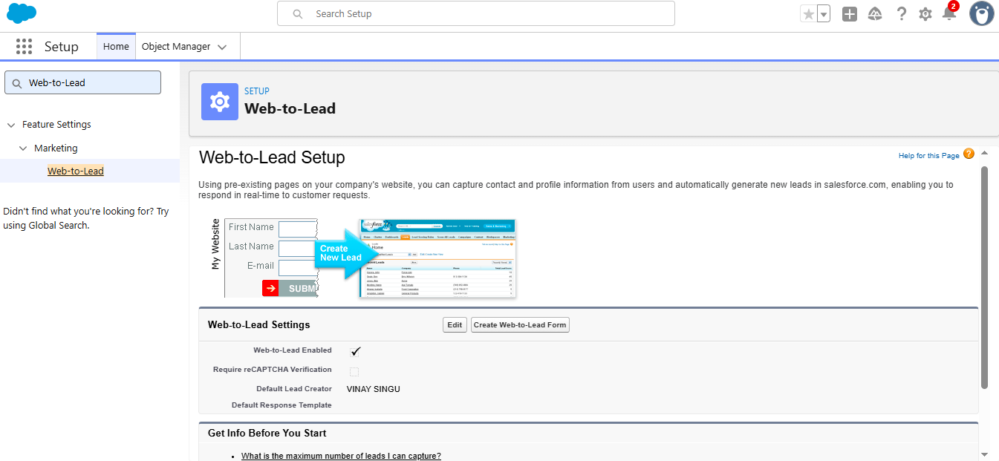 Search Setup
2
Setup
Home
Object Manager
Web-to-Lead
Feature Settings
Marketing
Web-to-Lead
Didn't find what you're looking for? Try
using Global Search.
SETUP
Web-to-Lead
Web-to-Lead Setup
Help for this Page
Using pre-existing pages on your company's website, you can capture contact and profile information from users and automatically generate new leads in salesforce.com, enabling you to
respond in real-time to customer requests.
My Website
First Name
Last Name
E-mail
SUBM
Create
New Lead
salesforce
Home
Web-to-Lead Settings
Edit
Create Web-to-Lead Form
Web-to-Lead Enabled
Require reCAPTCHA Verification
Default Lead Creator VINAY SINGU
Default Response Template
Get Info Before You Start
• What is the maximum number of leads I can capture?